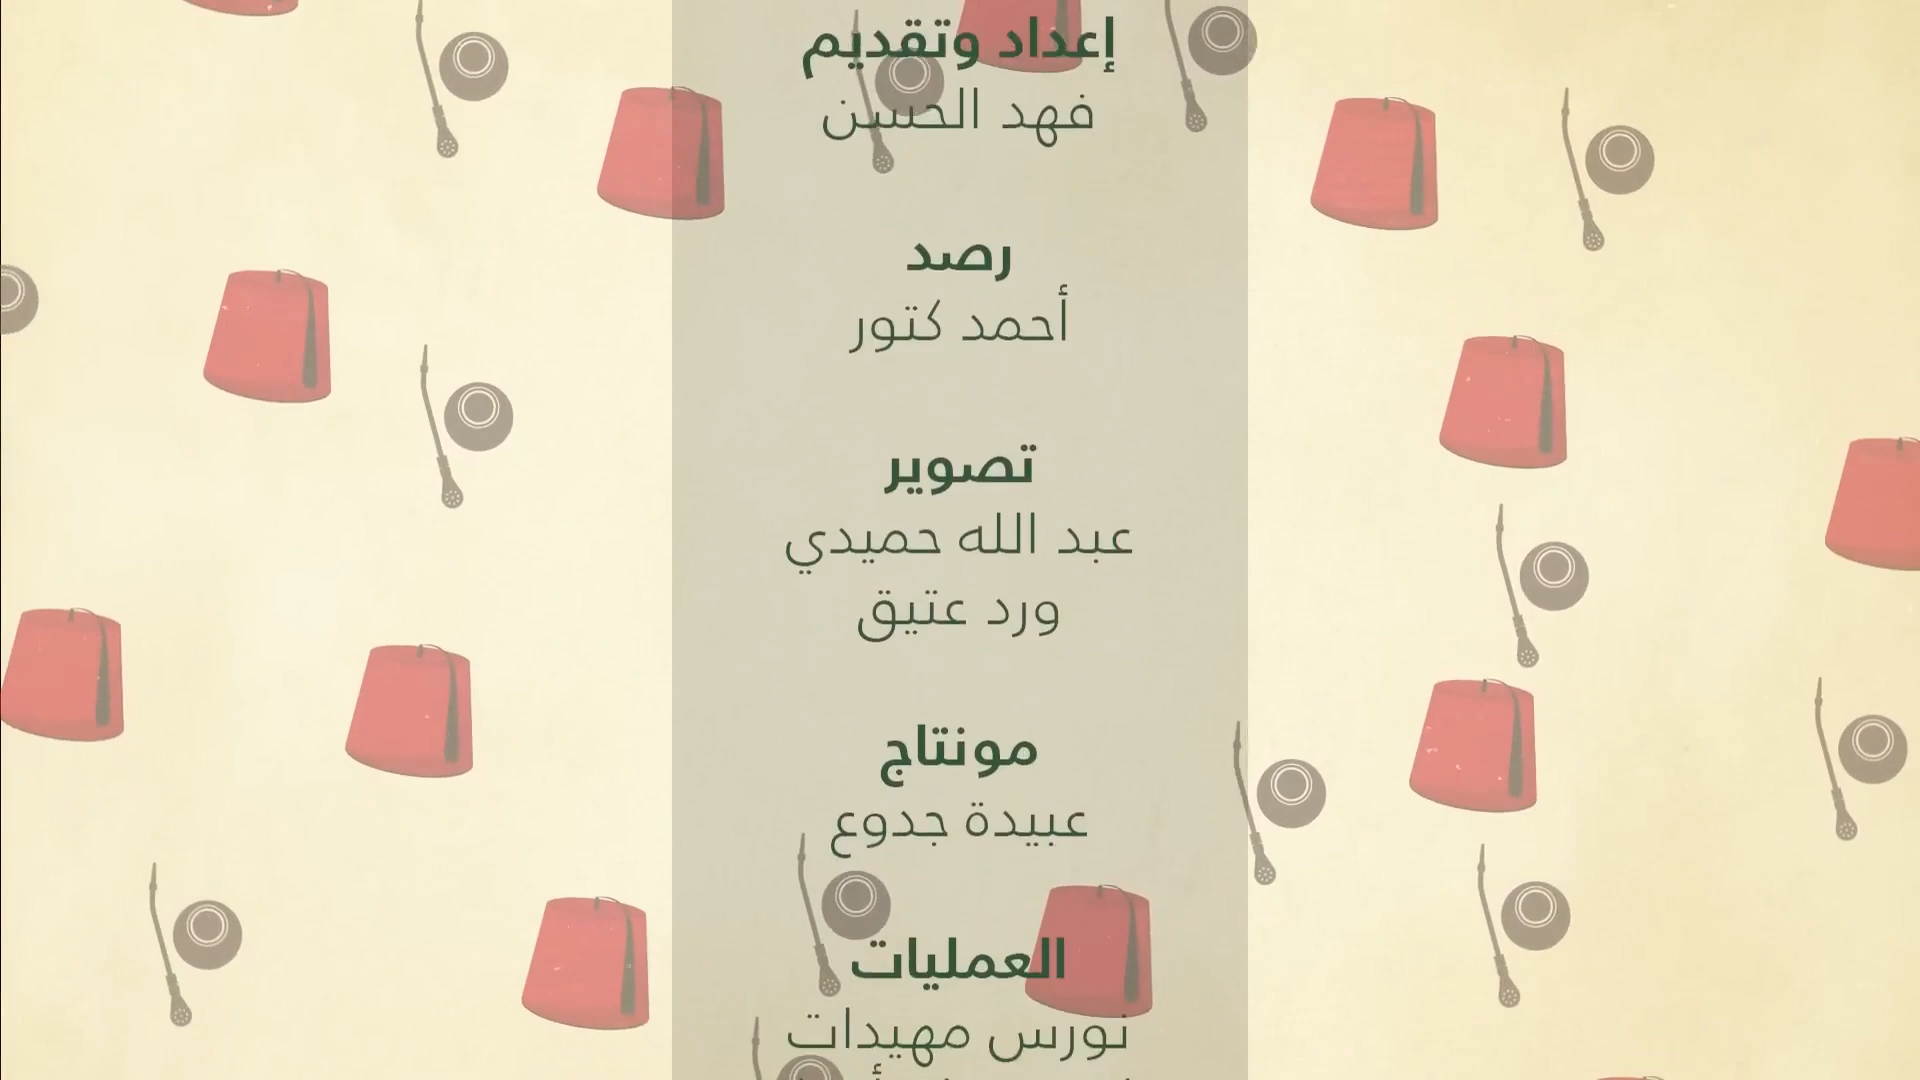 إعداد وتقديم
فهد الحسن
رصد
أحمد كتور
تصوير
عبد الله حميدي
ورد عتيق
مونتاج
عبيدة جدوع
العمليات
نورس مهيدات